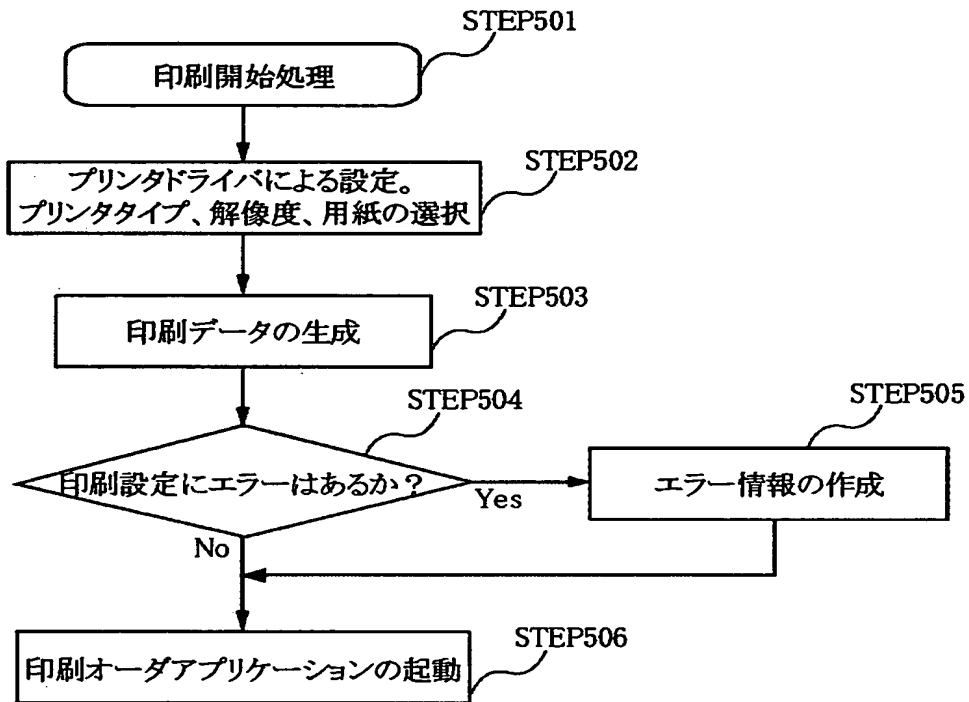 STEP501
印刷開始処理
STEP502
プリンタドライバによる設定。
プリンタタイプ、解像度、用紙の選択
STEP503
印刷データの生成
STEP504
印刷設定にエラーはあるか？
Yes
STEP505
エラー情報の作成
No
STEP506
印刷オーダアプリケーションの起動